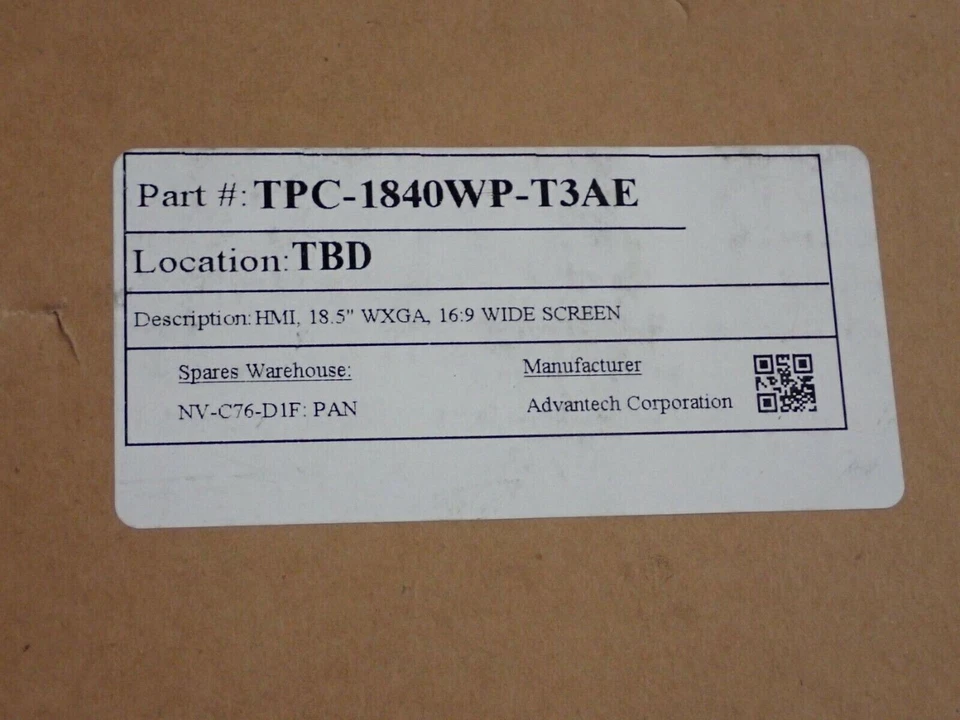 Part #: TPC-1840WP-T3AE
Location: TBD
Description: HMI, 18.5" WXGA, 16:9 WIDE SCREEN
Spares Warehouse: Manufacturer
NV-C76-D1F: PAN Advantech Corporation